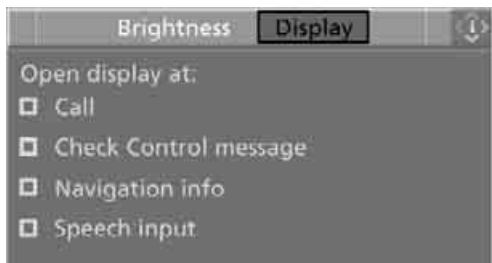 Brightness Display
Open display at:
Call
Check Control message
Navigation info
Speech input